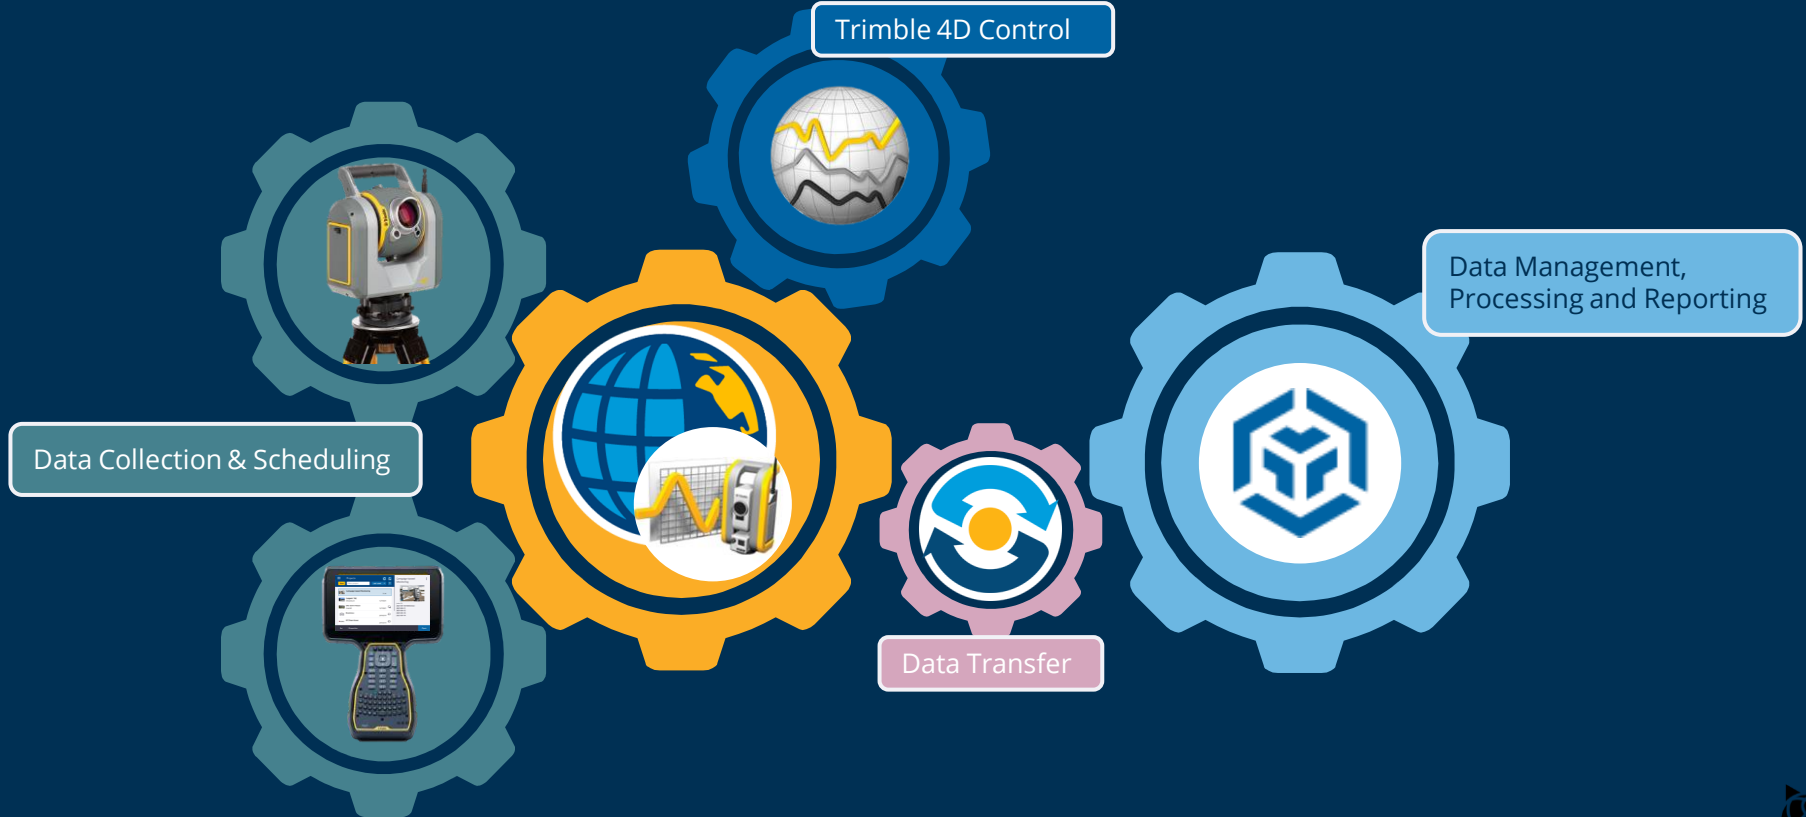 Trimble 4D Control
Data Management,
Processing and Reporting
Data Collection & Scheduling
Data Transfer